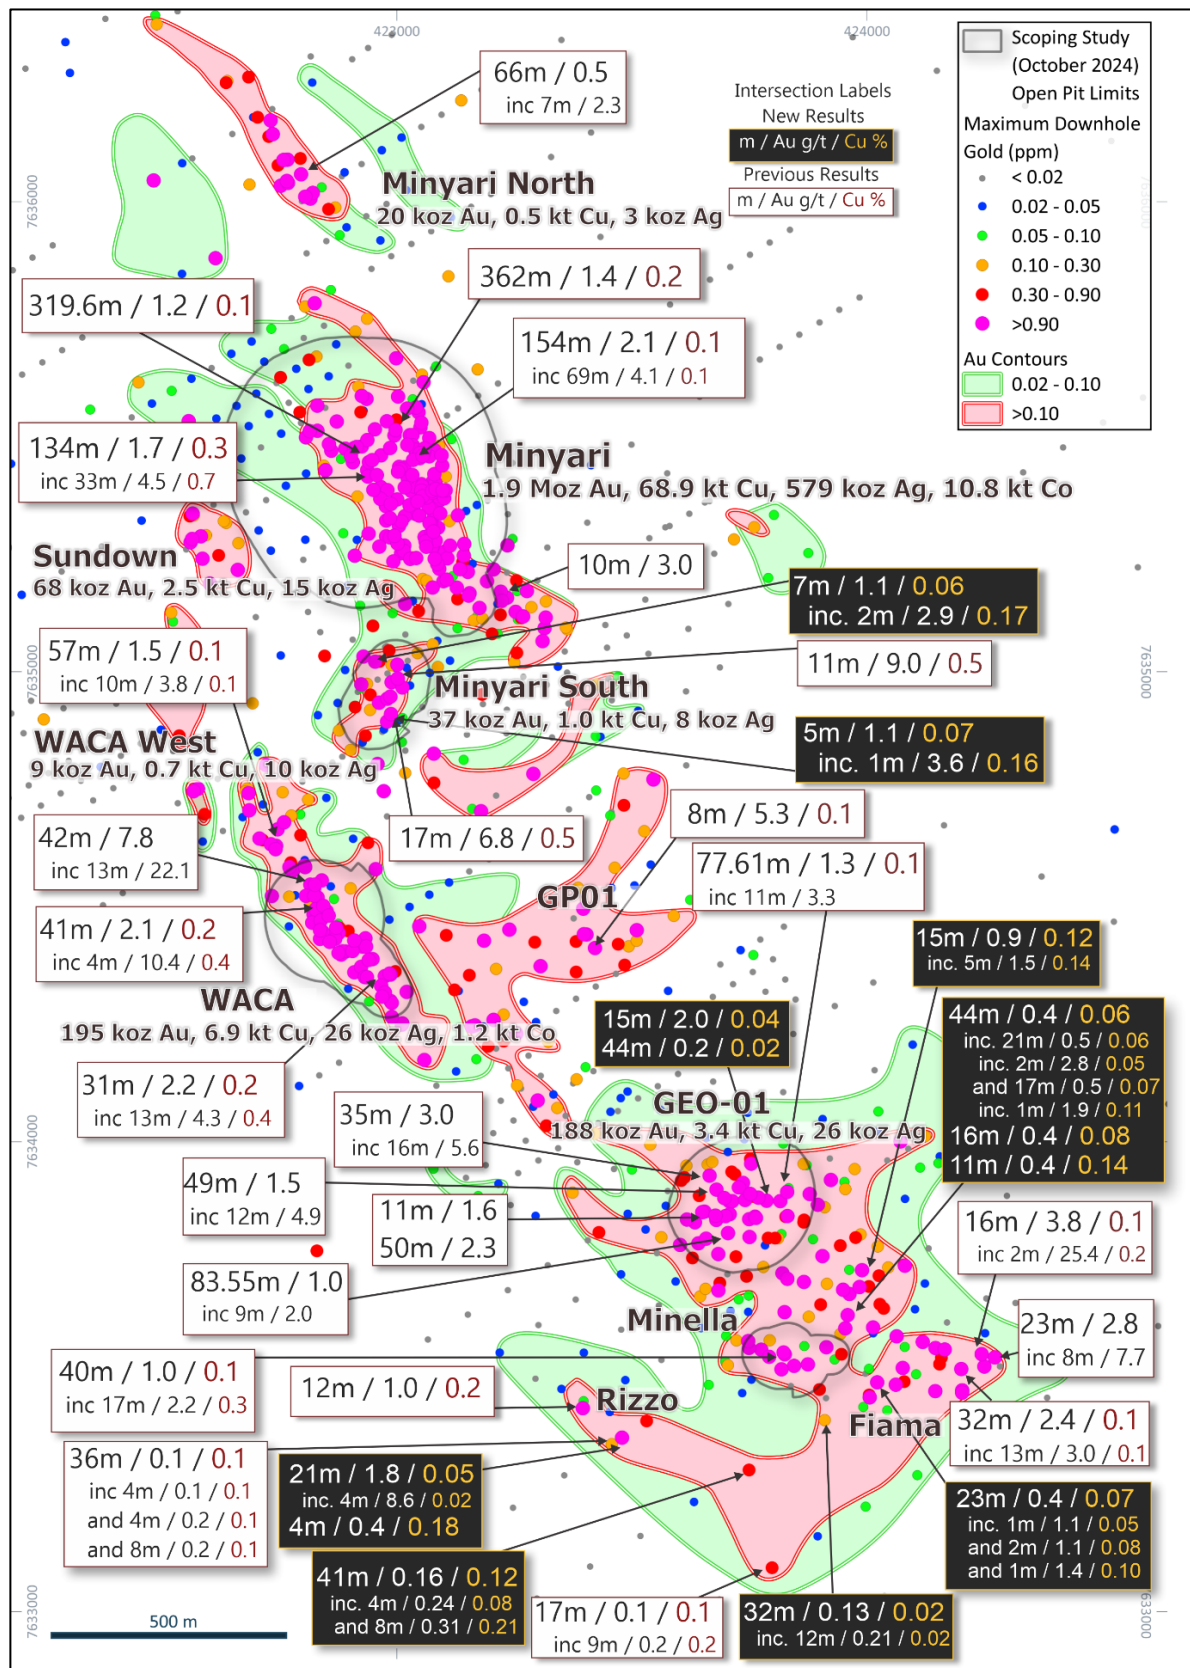 423000
424000
Scoping Study
(October 2024)
Open Pit Limits
Maximum Downhole
Gold (ppm)
< 0.02
0.02 - 0.05
0.05 - 0.10
0.10 - 0.30
0.30 - 0.90
>0.90
Au Contours
0.02 - 0.10
>0.10
Intersection Labels
New Results
m / Au g/t / Cu %
Previous Results
m / Au g/t / Cu %
66m / 0.5
inc 7m / 2.3
7636000
Minyari North
20 koz Au, 0.5 kt Cu, 3 koz Ag
319.6m / 1.2 / 0.1
362m / 1.4 / 0.2
154m / 2.1 / 0.1
inc 69m / 4.1 / 0.1
134m / 1.7 / 0.3
inc 33m / 4.5 / 0.7
Minyari
1.9 Moz Au, 68.9 kt Cu, 579 koz Ag, 10.8 kt Co
Sundown
68 koz Au, 2.5 kt Cu, 15 koz Ag
10m / 3.0
7m / 1.1 / 0.06
inc. 2m / 2.9 / 0.17
57m / 1.5 / 0.1
inc 10m / 3.8 / 0.1
11m / 9.0 / 0.5
7635000
7635000
Minyari South
37 koz Au, 1.0 kt Cu, 8 koz Ag
WACA West
9 koz Au, 0.7 kt Cu, 10 koz Ag
5m / 1.1 / 0.07
inc. 1m / 3.6 / 0.16
42m / 7.8
inc 13m / 22.1
17m / 6.8 / 0.5
8m / 5.3 / 0.1
77.61m / 1.3 / 0.1
inc 11m / 3.3
GP01
41m / 2.1 / 0.2
inc 4m / 10.4 / 0.4
15m / 0.9 / 0.12
inc. 5m / 1.5 / 0.14
WACA
195 koz Au, 6.9 kt Cu, 26 koz Ag, 1.2 kt Co
15m / 2.0 / 0.04
44m / 0.2 / 0.02
44m / 0.4 / 0.06
inc. 21m / 0.5 / 0.06
inc. 2m / 2.8 / 0.05
and 17m / 0.5 / 0.07
inc. 1m / 1.9 / 0.11
16m / 0.4 / 0.08
11m / 0.4 / 0.14
31m / 2.2 / 0.2
inc 13m / 4.3 / 0.4
35m / 3.0
inc 16m / 5.6
GEO-01
188 koz Au, 3.4 kt Cu, 26 koz Ag
7634000
49m / 1.5
inc 12m / 4.9
11m / 1.6
50m / 2.3
16m / 3.8 / 0.1
inc 2m / 25.4 / 0.2
83.55m / 1.0
inc 9m / 2.0
Minella
23m / 2.8
inc 8m / 7.7
40m / 1.0 / 0.1
inc 17m / 2.2 / 0.3
12m / 1.0 / 0.2
Rizzo
Fiama
32m / 2.4 / 0.1
inc 13m / 3.0 / 0.1
36m / 0.1 / 0.1
inc 4m / 0.1 / 0.1
and 4m / 0.2 / 0.1
and 8m / 0.2 / 0.1
21m / 1.8 / 0.05
inc. 4m / 8.6 / 0.02
4m / 0.4 / 0.18
23m / 0.4 / 0.07
inc. 1m / 1.1 / 0.05
and 2m / 1.1 / 0.08
and 1m / 1.4 / 0.10
41m / 0.16 / 0.12
inc. 4m / 0.24 / 0.08
and 8m / 0.31 / 0.21
17m / 0.1 / 0.1
inc 9m / 0.2 / 0.2
32m / 0.13 / 0.02
inc. 12m / 0.21 / 0.02
7633000
7633000
500 m